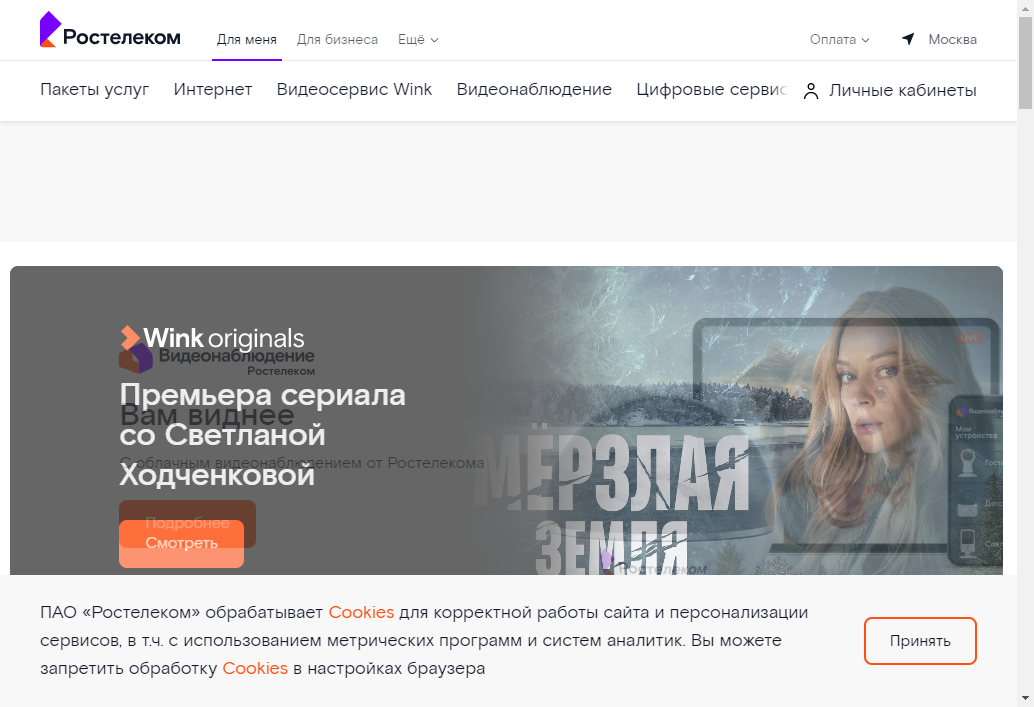 Ростелеком
Для меня
Для бизнеса
Ещё
Оплата
Москва
Пакеты услуг
Интернет
Видеосервис Wink
Видеонаблюдение
Цифровые сервис
Личные кабинеты
Wink originals
Видеонаблюдение
Ростелеком
Премьера сериала
Вам виднее
со Светланой
С облачным видеонаблюдением от Ростелекома
Ходченковой
Подробнее
Смотреть
МЁРЗЛАЯ
ЗЕМЛЯ
Ростелеком
LIVE
Мои
устройства
ПАО «Ростелеком» обрабатывает Cookies для корректной работы сайта и персонализации
сервисов, в т.ч. с использованием метрических программ и систем аналитик. Вы можете
запретить обработку Cookies в настройках браузера
Принять